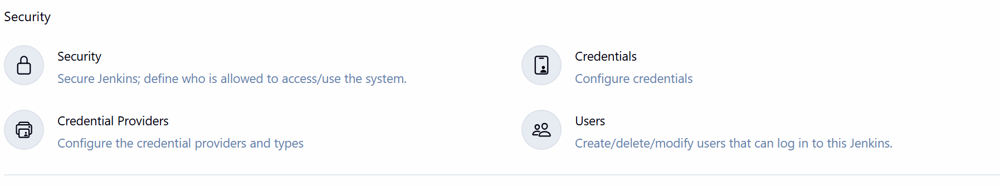 Security
Security
Secure Jenkins; define who is allowed to access/use the system.
Credentials
Configure credentials
Credential Providers
Configure the credential providers and types
Users
Create/delete/modify users that can log in to this Jenkins.